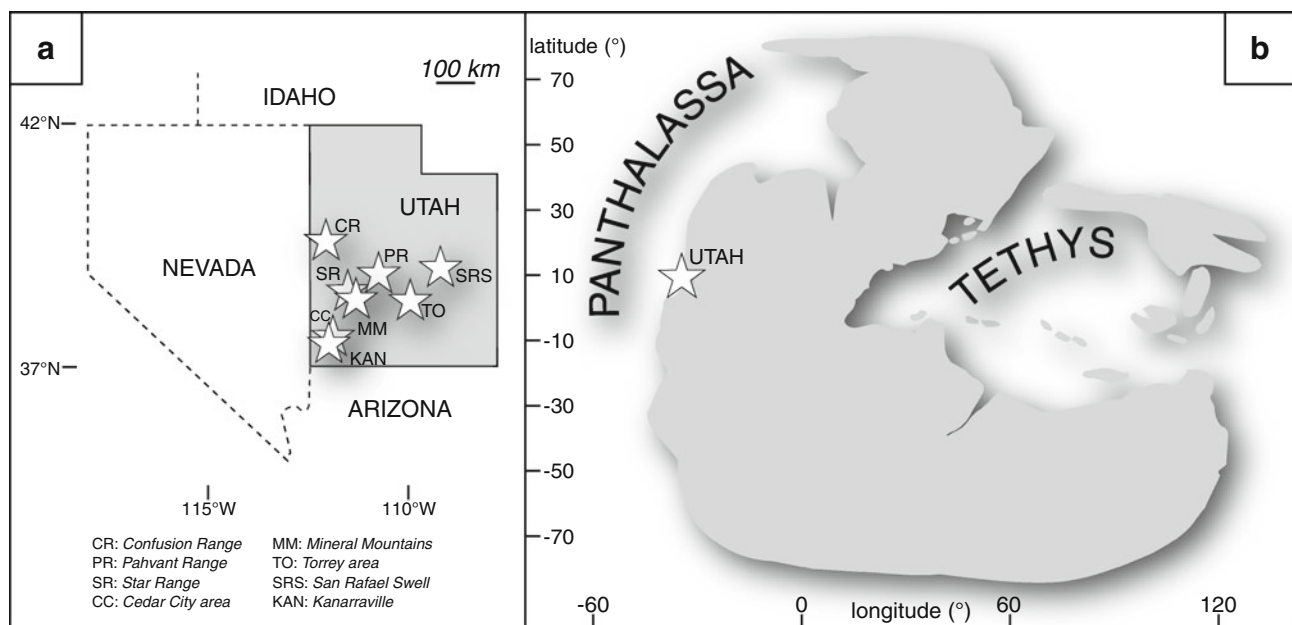 a
100 km
IDAHO
42°N
UTAH
CR
NEVADA
PR
SR
SRS
TO
CC
MM
KAN
37°N
ARIZONA
115°W
110°W
CR: Confusion Range
PR: Pahvant Range
SR: Star Range
CC: Cedar City area
MM: Mineral Mountains
TO: Torrey area
SRS: San Rafael Swell
KAN: Kanarraville
latitude (°)
b
70
50
30
10
-10
-30
-50
-70
PANTHALASSA
UTAH
TETHYS
-60
0
longitude (°)
60
120